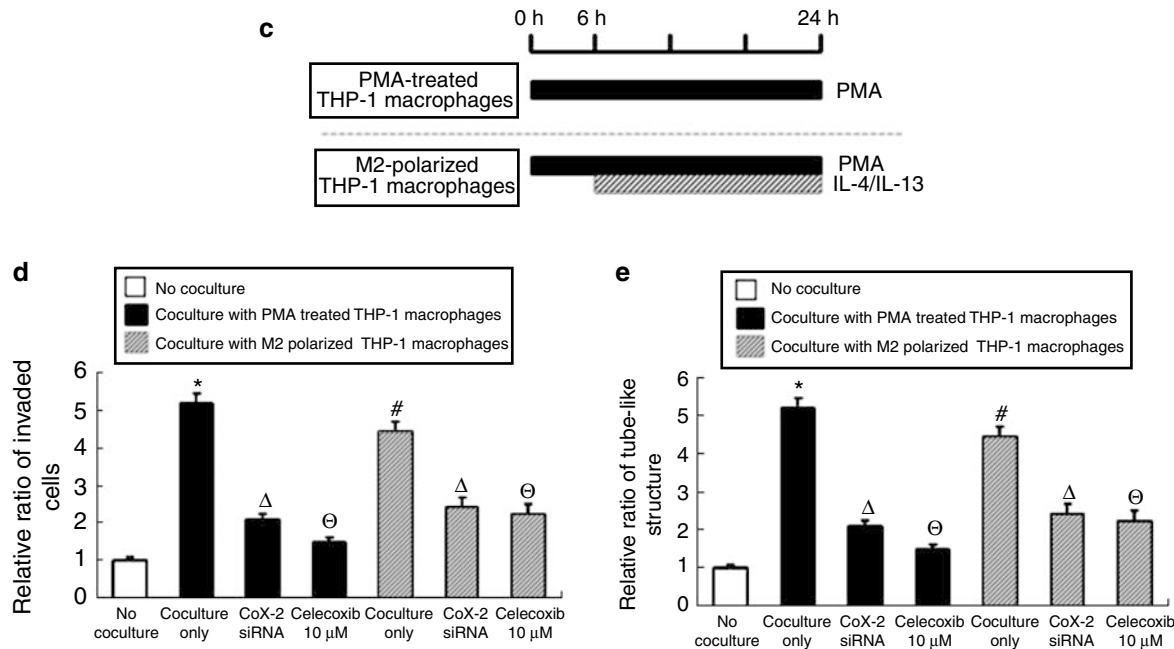 c
0 h 6 h 24 h
PMA-treated
THP-1 macrophages
PMA
M2-polarized
THP-1 macrophages
PMA
IL-4/IL-13
d
No coculture
Coculture with PMA treated THP-1 macrophages
Coculture with M2 polarized THP-1 macrophages
Relative ratio of invaded
cells
6
5
4
3
2
1
0
*
Δ
Θ
#
Δ
Θ
No
coculture
Coculture
only
CoX-2
siRNA
Celecoxib
10 μM
Coculture
only
CoX-2
siRNA
Celecoxib
10 μM
e
No coculture
Coculture with PMA treated THP-1 macrophages
Coculture with M2 polarized THP-1 macrophages
Relative ratio of tube-like
structure
6
5
4
3
2
1
0
*
Δ
Θ
#
Δ
Θ
No
coculture
Coculture
only
CoX-2
siRNA
Celecoxib
10 μM
Coculture
only
CoX-2
siRNA
Celecoxib
10 μM